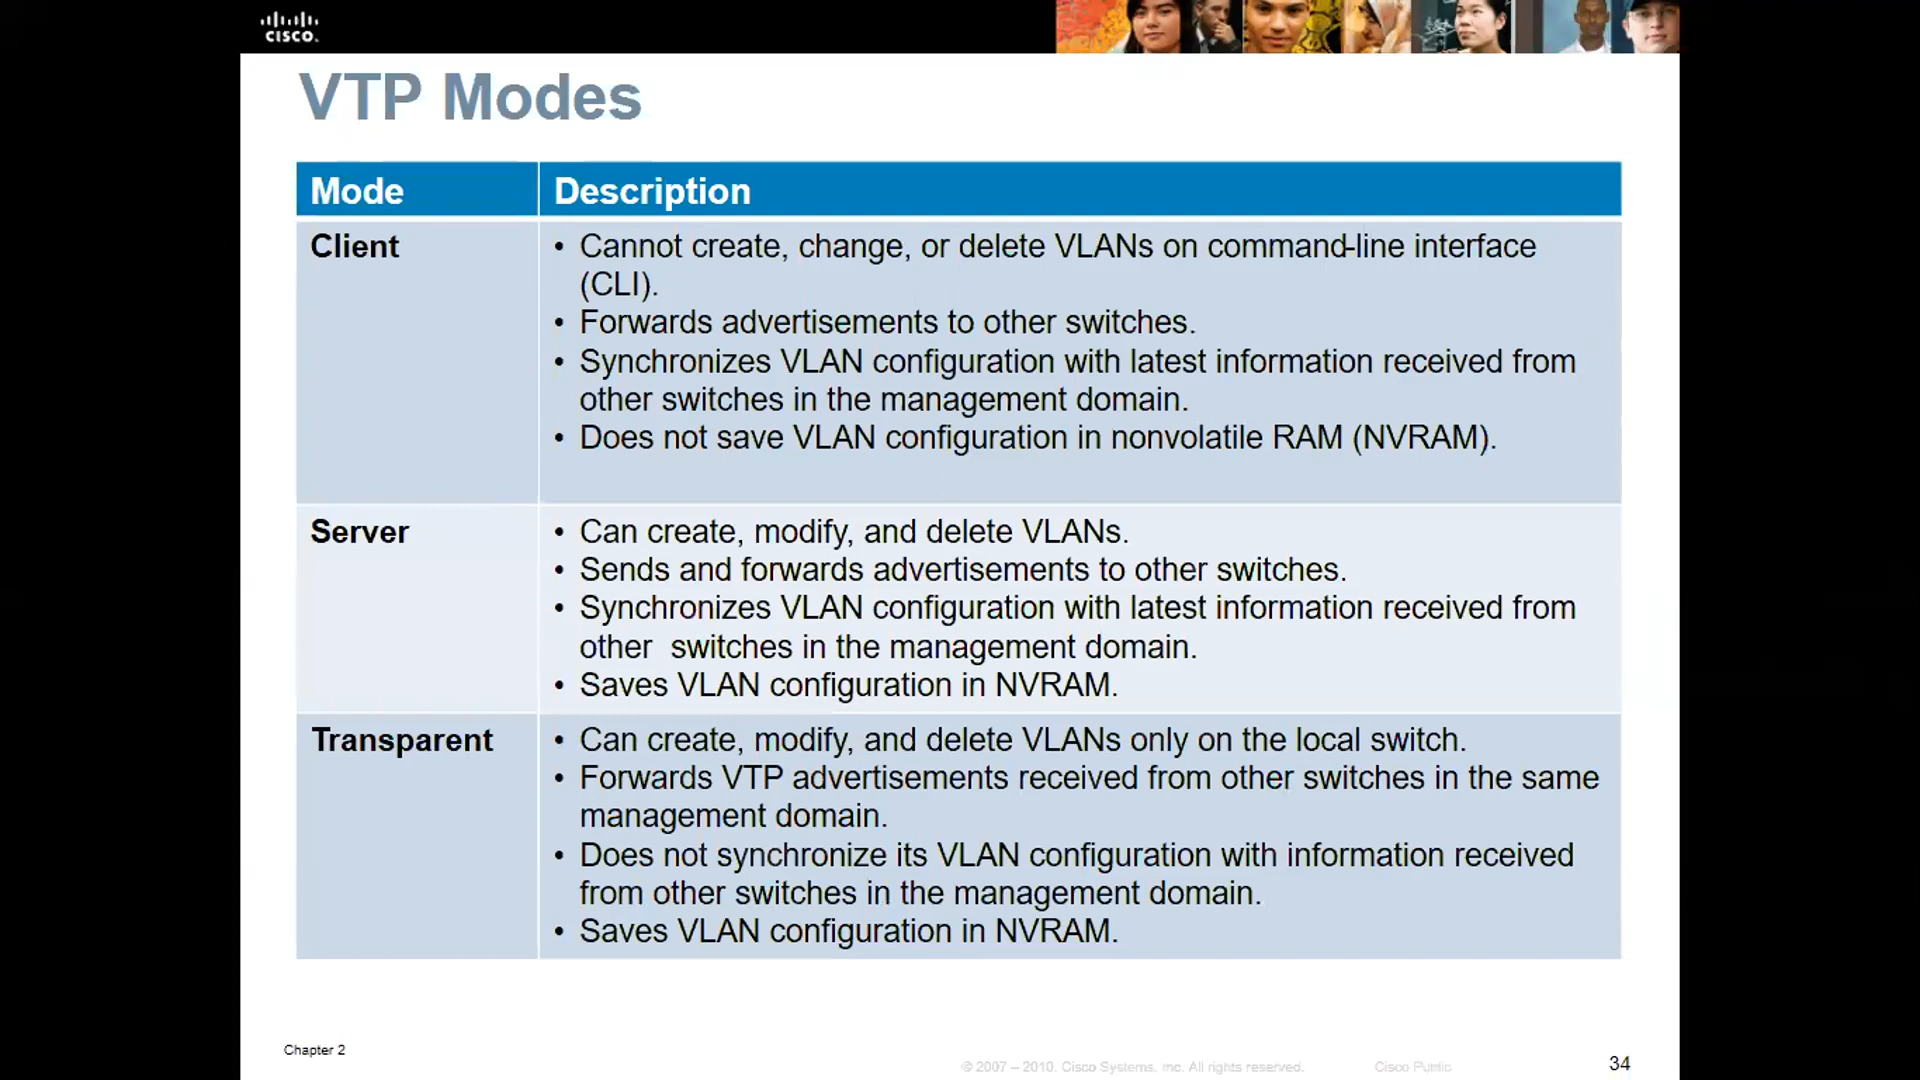 CISCO.
VTP Modes
Mode Description
Client
• Cannot create, change, or delete VLANs on command-line interface
(CLI).
• Forwards advertisements to other switches.
• Synchronizes VLAN configuration with latest information received from
other switches in the management domain.
• Does not save VLAN configuration in nonvolatile RAM (NVRAM).
Server
• Can create, modify, and delete VLANs.
• Sends and forwards advertisements to other switches.
• Synchronizes VLAN configuration with latest information received from
other switches in the management domain.
• Saves VLAN configuration in NVRAM.
Transparent
• Can create, modify, and delete VLANs only on the local switch.
• Forwards VTP advertisements received from other switches in the same
management domain.
• Does not synchronize its VLAN configuration with information received
from other switches in the management domain.
• Saves VLAN configuration in NVRAM.
Chapter 2
© 2007 – 2010, Cisco Systems, Inc. All rights reserved.
Cisco Public
34